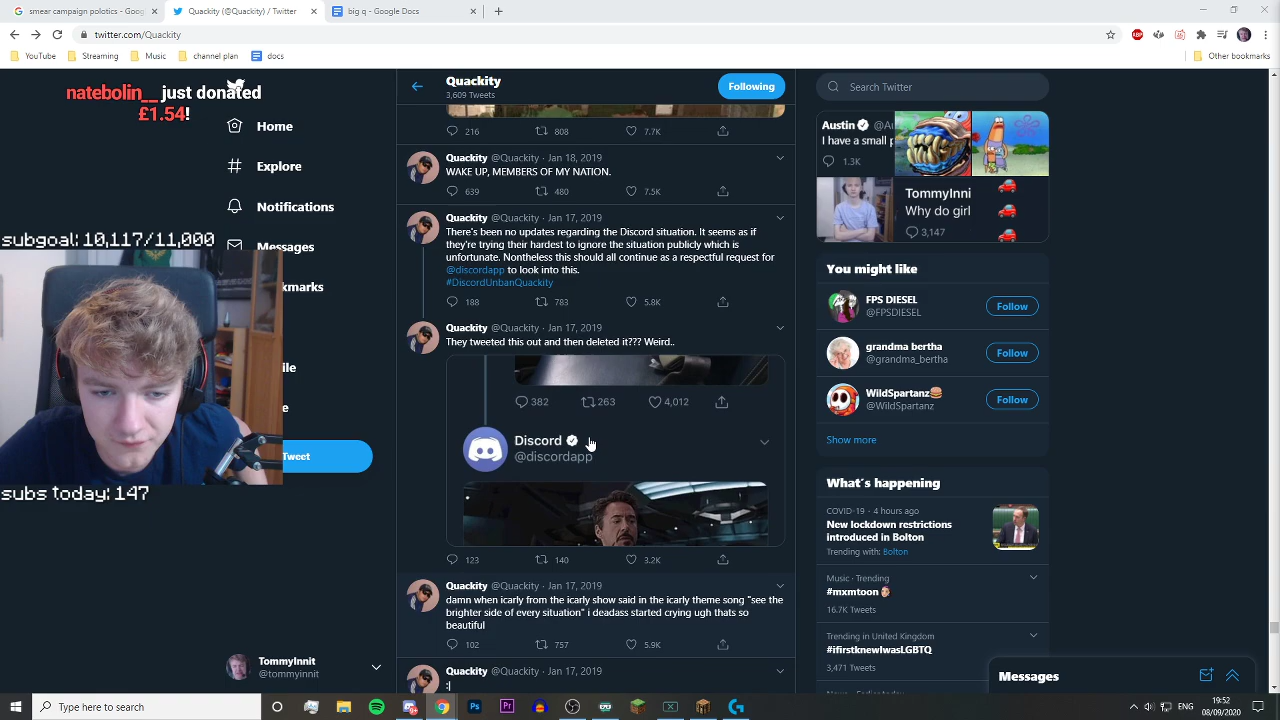 smear campaign polotics - Google
Quackity (@Quackity) / Twitter
big q - Google Docs
twitter.com/Quackity
YouTube
Streaming
Music
channel plan
docs
Other bookmarks
natebolin__ just donated
£1.54!
subgoal: 10,117/11,000
subs today: 147
Home
Explore
Notifications
Messages
Tweet
TommyInnit
@tommyinnit
Quackity
3,609 Tweets
Following
216 808 7.7K
Quackity @Quackity · Jan 18, 2019
WAKE UP, MEMBERS OF MY NATION.
639 480 7.5K
Quackity @Quackity · Jan 17, 2019
There's been no updates regarding the Discord situation. It seems as if
they're trying their hardest to ignore the situation publicly which is
unfortunate. Nontheless this should all continue as a respectful request for
@discordapp to look into this.
#DiscordUnbanQuackity
188 783 5.8K
Quackity @Quackity · Jan 17, 2019
They tweeted this out and then deleted it??? Weird..
382 263 4,012
Discord
@discordapp
123 140 3.2K
Quackity @Quackity · Jan 17, 2019
damn when icarly from the icarly show said in the icarly theme song "see the
brighter side of every situation" i deadass started crying ugh thats so
beautiful
102 757 5.9K
Quackity @Quackity · Jan 17, 2019
:|
Search Twitter
Austin @A
I have a small p
1.3K
TommyInni
Why do girl
3,147
You might like
FPS DIESEL
@FPSDIESEL
Follow
grandma bertha
@grandma_bertha
Follow
WildSpartanz
@WildSpartanz
Follow
Show more
What's happening
COVID-19 · 4 hours ago
New lockdown restrictions
introduced in Bolton
Trending with: Bolton
Music · Trending
#mxmtoon
16.7K Tweets
Trending in United Kingdom
#ifirstknewIwasLGBTQ
3,471 Tweets
Messages
Type here to search
ENG
19:52
08/09/2020